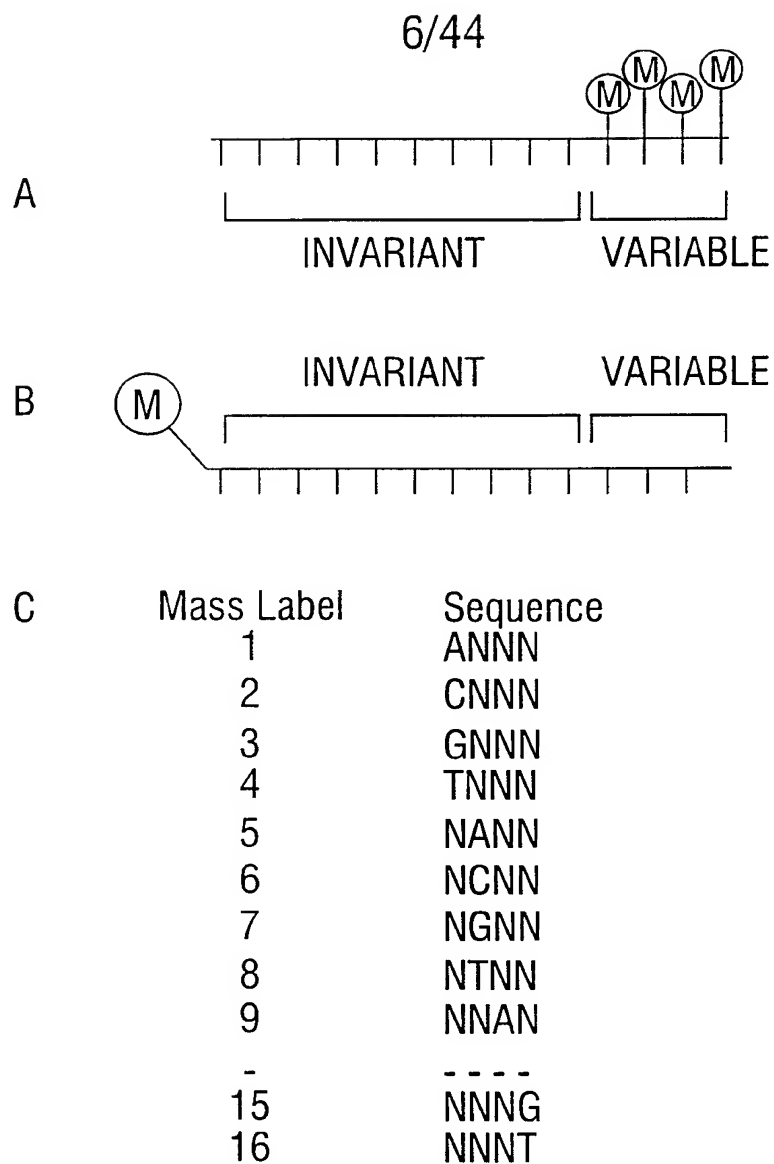 6/44
M M M M
A
INVARIANT VARIABLE
INVARIANT VARIABLE
B
M
C Mass Label Sequence
1 ANNN
2 CNNN
3 GNNN
4 TNNN
5 NANN
6 NCNN
7 NGNN
8 NTNN
9 NNAN
- - - - -
15 NNNG
16 NNNT